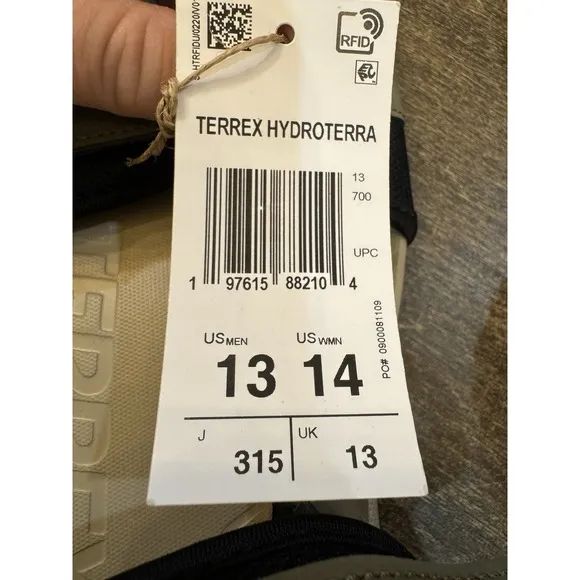 RFID
TERREX HYDROTERRA
13
700
UPC
1 97615 88210 4
PO# 0900081109
US MEN
13
US WMN
14
J
315
UK
13
TERREX